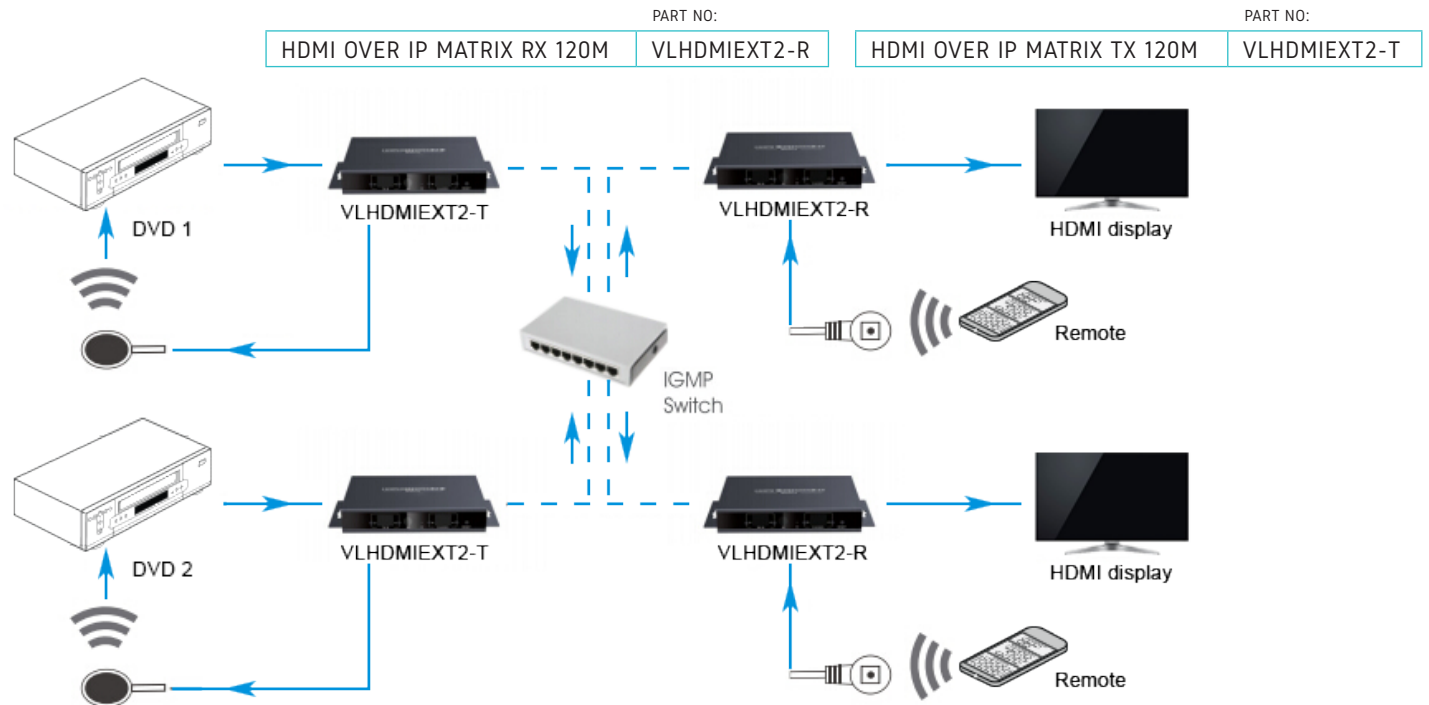 PART NO:
PART NO:
HDMI OVER IP MATRIX RX 120M
VLHDMIEXT2-R
HDMI OVER IP MATRIX TX 120M
VLHDMIEXT2-T
DVD 1
VLHDMIEXT2-T
VLHDMIEXT2-R
HDMI display
Remote
IGMP
Switch
DVD 2
VLHDMIEXT2-T
VLHDMIEXT2-R
HDMI display
Remote